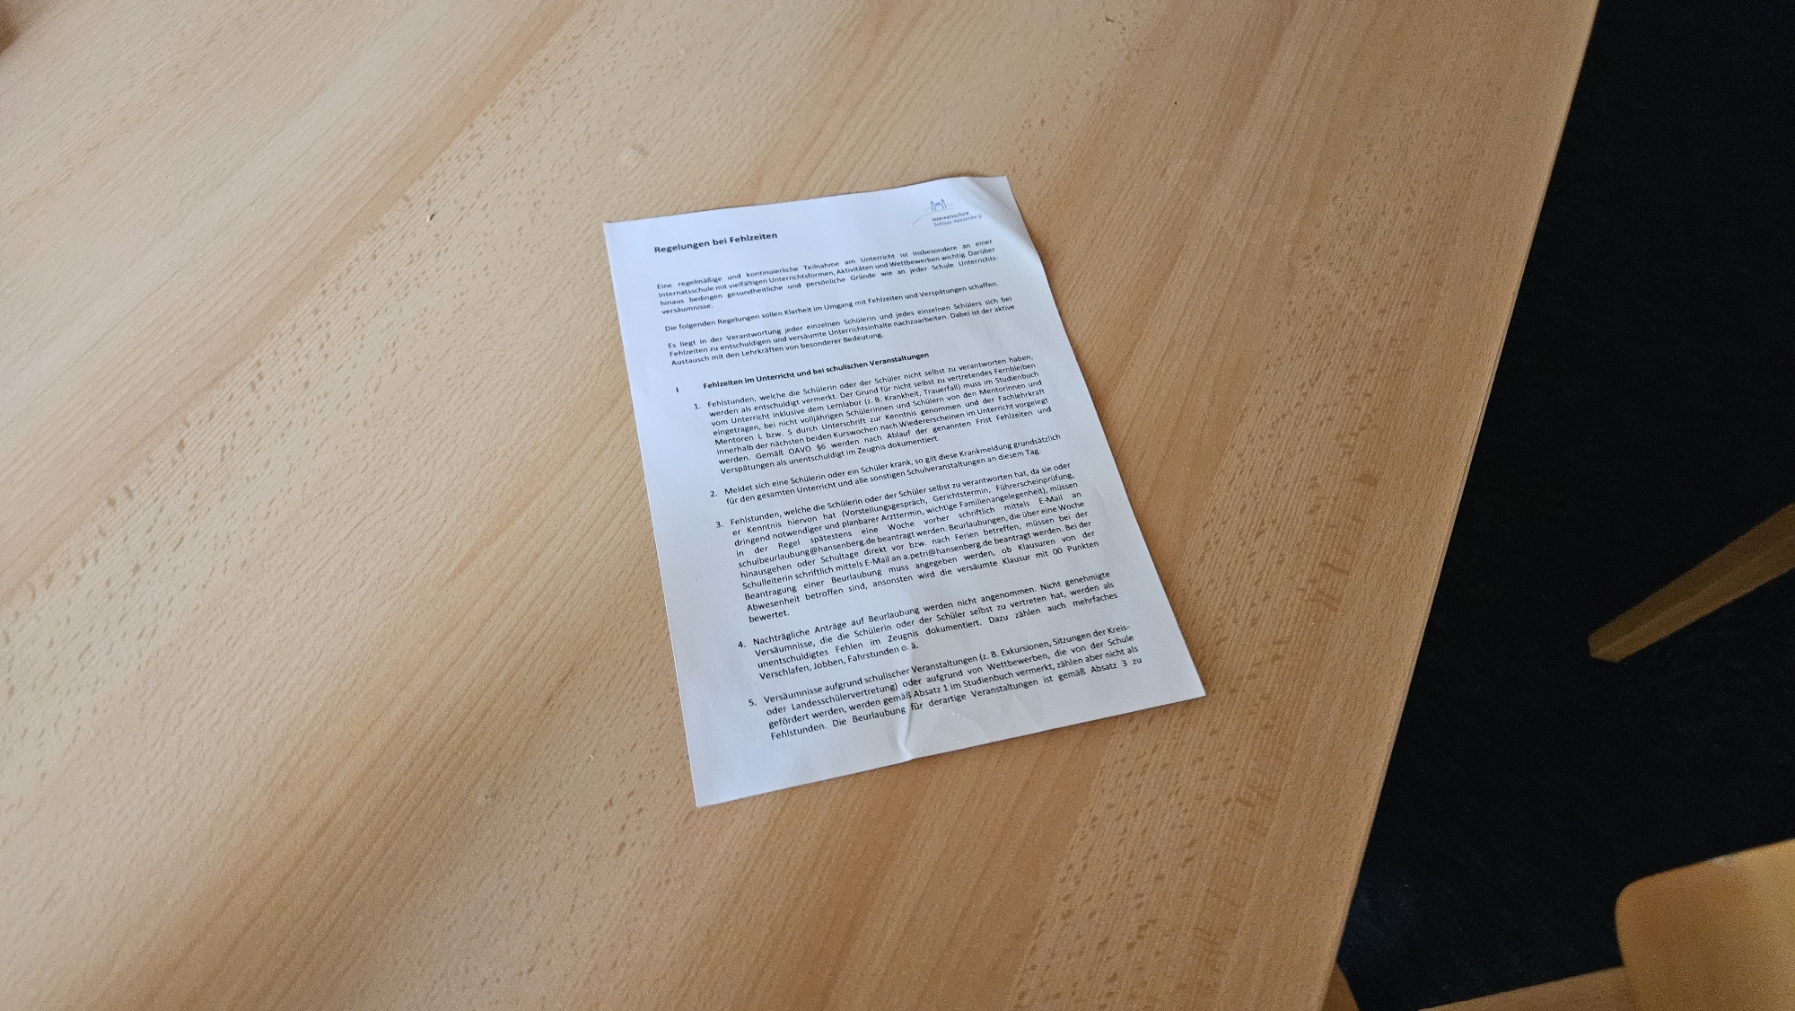 Internatsschule
Schloss Hansenberg
Regelungen bei Fehlzeiten
Eine regelmäßige und kontinuierliche Teilnahme am Unterricht ist insbesondere an einer
Internatsschule mit vielfältigen Unterrichtsformen, Aktivitäten und Wettbewerben wichtig. Darüber
hinaus bedingen gesundheitliche und persönliche Gründe wie an jeder Schule Unterrichts-
versäumnisse.
Die folgenden Regelungen sollen Klarheit im Umgang mit Fehlzeiten und Verspätungen schaffen.
Es liegt in der Verantwortung jeder einzelnen Schülerin und jedes einzelnen Schülers sich bei
Fehlzeiten zu entschuldigen und versäumte Unterrichtsinhalte nachzuarbeiten. Dabei ist der aktive
Austausch mit den Lehrkräften von besonderer Bedeutung.
I Fehlzeiten im Unterricht und bei schulischen Veranstaltungen
1. Fehlstunden, welche die Schülerin oder der Schüler nicht selbst zu verantworten haben,
werden als entschuldigt vermerkt. Der Grund für nicht selbst zu vertretendes Fernbleiben
vom Unterricht inklusive dem Lernlabor (z. B. Krankheit, Trauerfall) muss im Studienbuch
eingetragen, bei nicht volljährigen Schülerinnen und Schülern von den Mentorinnen und
Mentoren L bzw. S durch Unterschrift zur Kenntnis genommen und der Fachlehrkraft
innerhalb der nächsten beiden Kurswochen nach Wiedererscheinen im Unterricht vorgelegt
werden. Gemäß OAVO §6 werden nach Ablauf der genannten Frist Fehlzeiten und
Verspätungen als unentschuldigt im Zeugnis dokumentiert.
2. Meldet sich eine Schülerin oder ein Schüler krank, so gilt diese Krankmeldung grundsätzlich
für den gesamten Unterricht und alle sonstigen Schulveranstaltungen an diesem Tag.
3. Fehlstunden, welche die Schülerin oder der Schüler selbst zu verantworten hat, da sie oder
er Kenntnis hiervon hat (Vorstellungsgespräch, Gerichtstermin, Führerscheinprüfung,
dringend notwendiger und planbarer Arzttermin, wichtige Familienangelegenheit), müssen
in der Regel spätestens eine Woche vorher schriftlich mittels E-Mail an
schulbeurlaubung@hansenberg.de beantragt werden. Beurlaubungen, die über eine Woche
hinausgehen oder Schultage direkt vor bzw. nach Ferien betreffen, müssen bei der
Schulleiterin schriftlich mittels E-Mail an a.petri@hansenberg.de beantragt werden. Bei der
Beantragung einer Beurlaubung muss angegeben werden, ob Klausuren von der
Abwesenheit betroffen sind, ansonsten wird die versäumte Klausur mit 00 Punkten
bewertet.
4. Nachträgliche Anträge auf Beurlaubung werden nicht angenommen. Nicht genehmigte
Versäumnisse, die die Schülerin oder der Schüler selbst zu vertreten hat, werden als
unentschuldigtes Fehlen im Zeugnis dokumentiert. Dazu zählen auch mehrfaches
Verschlafen, Jobben, Fahrstunden o. ä.
5. Versäumnisse aufgrund schulischer Veranstaltungen (z. B. Exkursionen, Sitzungen der Kreis-
oder Landesschülervertretung) oder aufgrund von Wettbewerben, die von der Schule
gefördert werden, werden gemäß Absatz 1 im Studienbuch vermerkt, zählen aber nicht als
Fehlstunden. Die Beurlaubung für derartige Veranstaltungen ist gemäß Absatz 3 zu